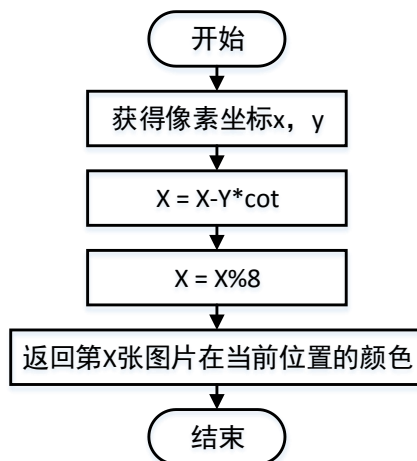 开始
获得像素坐标x，y
X = X-Y*cot
X = X%8
返回第X张图片在当前位置的颜色
结束